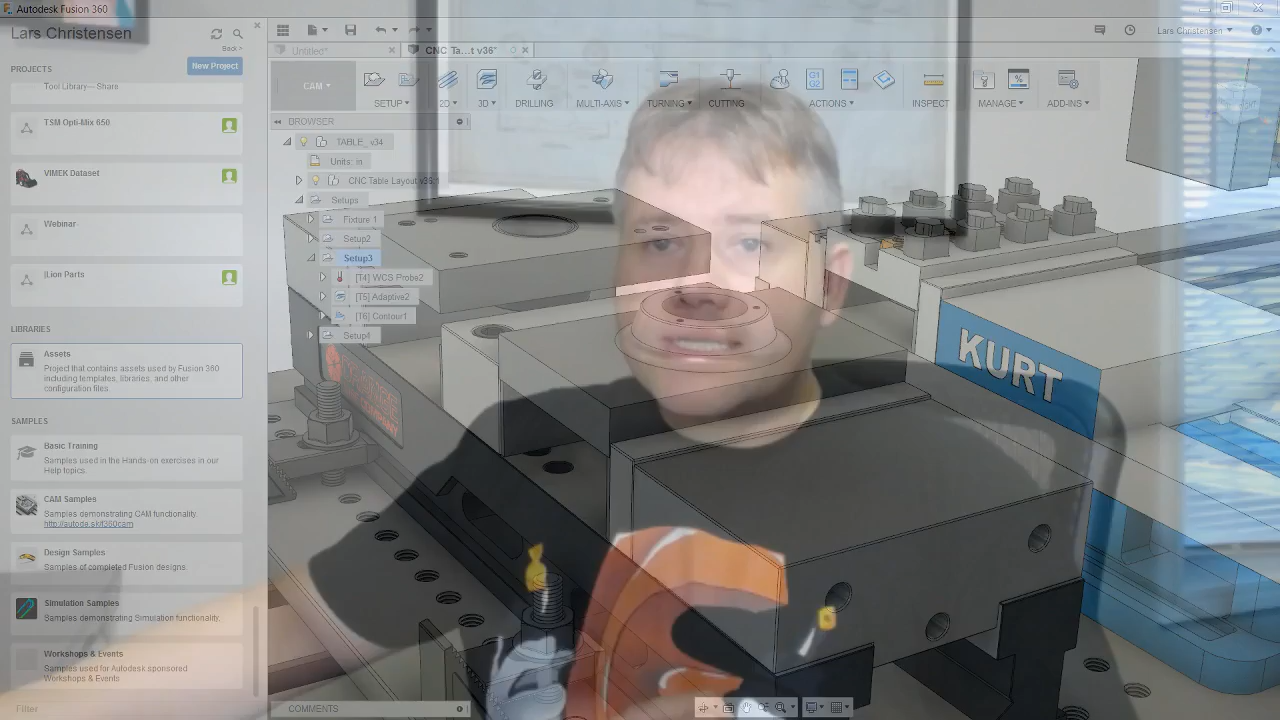 Autodesk Fusion 360
Lars Christensen
Back >
PROJECTS
New Project
Tool Library— Share
TSM Opti-Mix 650
VIMEK Dataset
Webinar
|Lion Parts
LIBRARIES
Assets
Project that contains assets used by Fusion 360
including templates, libraries, and other
configuration files.
SAMPLES
Basic Training
Samples used in the Hands-on exercises in our
Help topics.
CAM Samples
Samples demonstrating CAM functionality.
http://autode.sk/f360cam
Design Samples
Samples of completed Fusion designs.
Simulation Samples
Samples demonstrating Simulation functionality.
Workshops & Events
Samples used for Autodesk sponsored
Workshops & Events
Filter
Lars Christensen
Untitled*
CNC Ta...t v36*
CAM
SETUP
2D
3D
DRILLING
MULTI-AXIS
TURNING
CUTTING
G1
G2
ACTIONS
INSPECT
MANAGE
ADD-INS
BROWSER
TABLE_ v34
Units: in
CNC Table Layout v36:1
Setups
Fixture 1
Setup2
Setup3
[T4] WCS Probe2
[T5] Adaptive2
[T6] Contour1
Setup4
KURT
COMMENTS